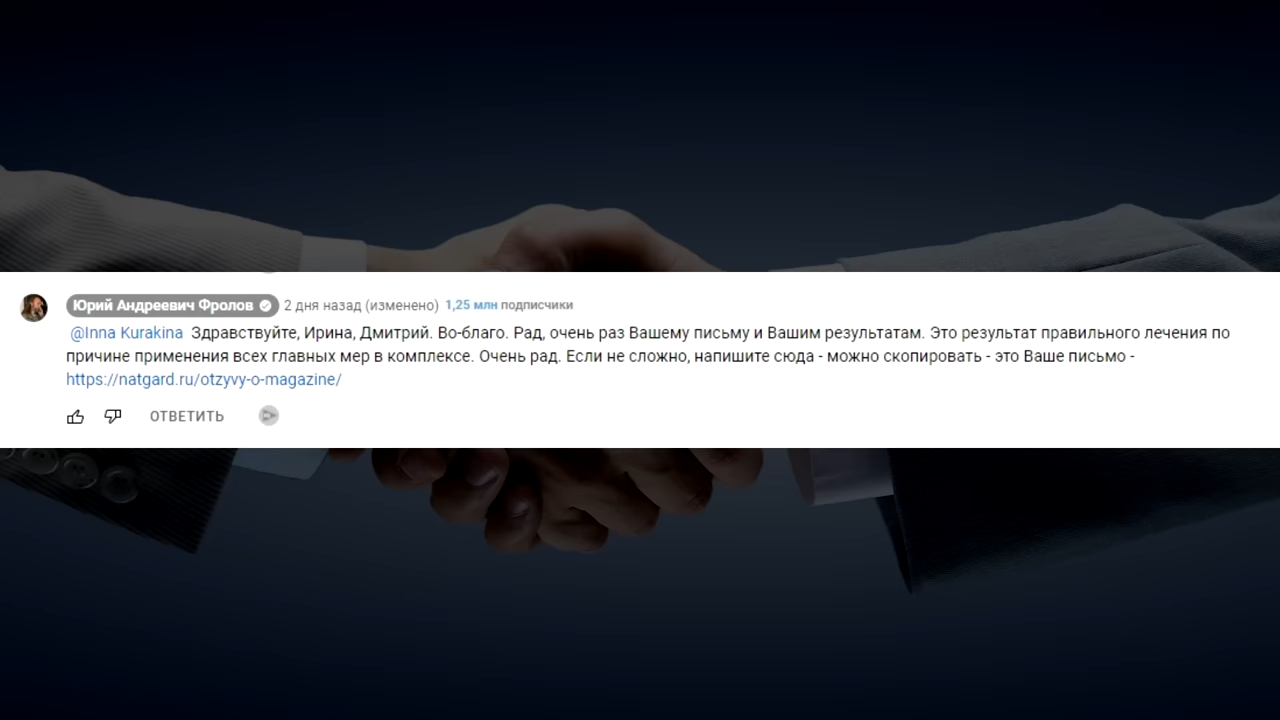 Юрий Андреевич Фролов 2 дня назад (изменено) 1,25 млн подписчики
@Inna Kurakina Здравствуйте, Ирина, Дмитрий. Во-благо. Рад, очень раз Вашему письму и Вашим результатам. Это результат правильного лечения по
причине применения всех главных мер в комплексе. Очень рад. Если не сложно, напишите сюда - можно скопировать - это Ваше письмо -
https://natgard.ru/otzyvy-o-magazine/
ОТВЕТИТЬ